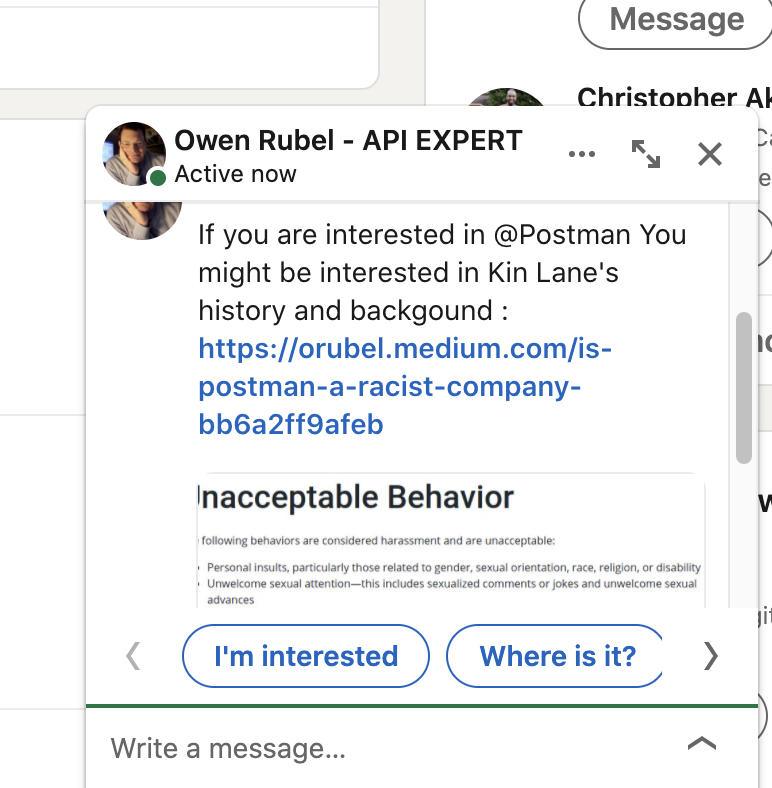 Message
Christopher
Owen Rubel - API EXPERT
Active now
If you are interested in @Postman You
might be interested in Kin Lane's
history and backgound :
https://orubel.medium.com/is-
postman-a-racist-company-
bb6a2ff9afeb
Unacceptable Behavior
following behaviors are considered harassment and are unacceptable:
Personal insults, particularly those related to gender, sexual orientation, race, religion, or disability
Unwelcome sexual attention—this includes sexualized comments or jokes and unwelcome sexual
advances
I'm interested
Where is it?
Write a message...